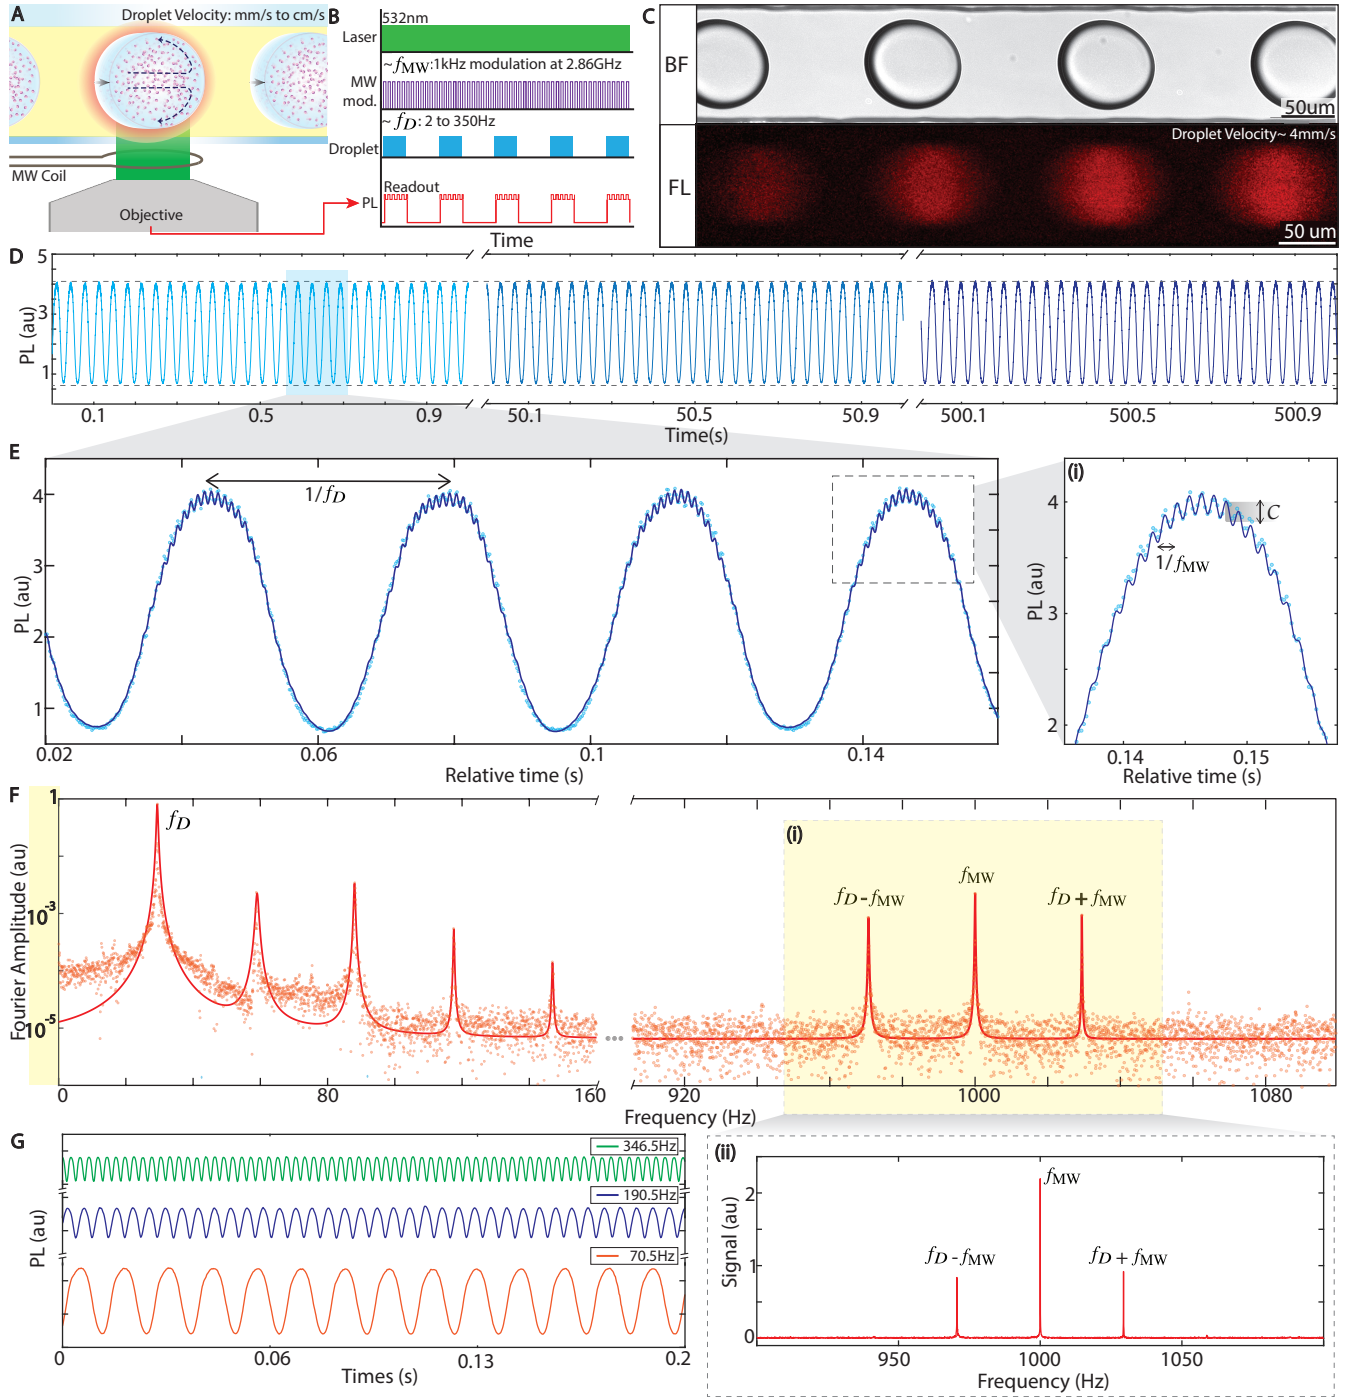 A
Droplet Velocity: mm/s to cm/s
MW Coil
Objective
B
532nm
Laser
~ fMW:1kHz modulation at 2.86GHz
MW
mod.
~ fD: 2 to 350Hz
Droplet
Readout
PL
Time
C
BF
50um
Droplet Velocity~ 4mm/s
FL
50 um
D
5
3
1
PL (au)
0.1 0.5 0.9 50.1 50.5 50.9 500.1 500.5 500.9
Time(s)
E
4
3
2
1
PL (au)
1/fD
0.02 0.06 0.1 0.14
Relative time (s)
(i)
4
3
2
PL (au)
C
1/fMW
0.14 0.15
Relative time (s)
F
1
10-3
10-5
Fourier Amplitude (au)
fD
(i)
fD - fMW
fMW
fD + fMW
0 80 160 920 1000 1080
Frequency (Hz)
G
346.5Hz
190.5Hz
70.5Hz
PL (au)
0 0.06 0.13 0.2
Times (s)
(ii)
2
1
0
Signal (au)
fMW
fD - fMW
fD + fMW
950 1000 1050
Frequency (Hz)